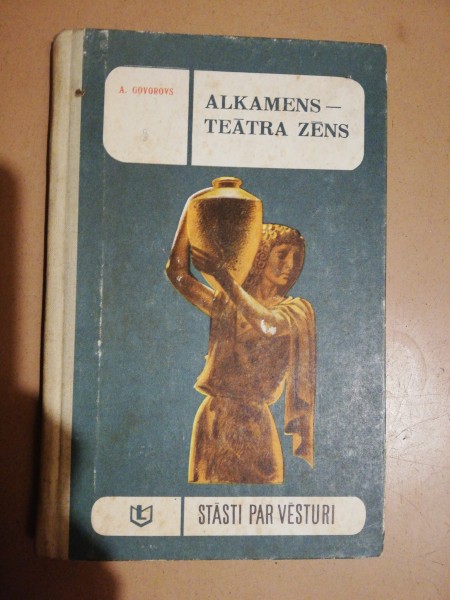 A. GOVOROVS
ALKAMENS —
TEĀTRA ZĒNS
STĀSTI PAR VĒSTURI